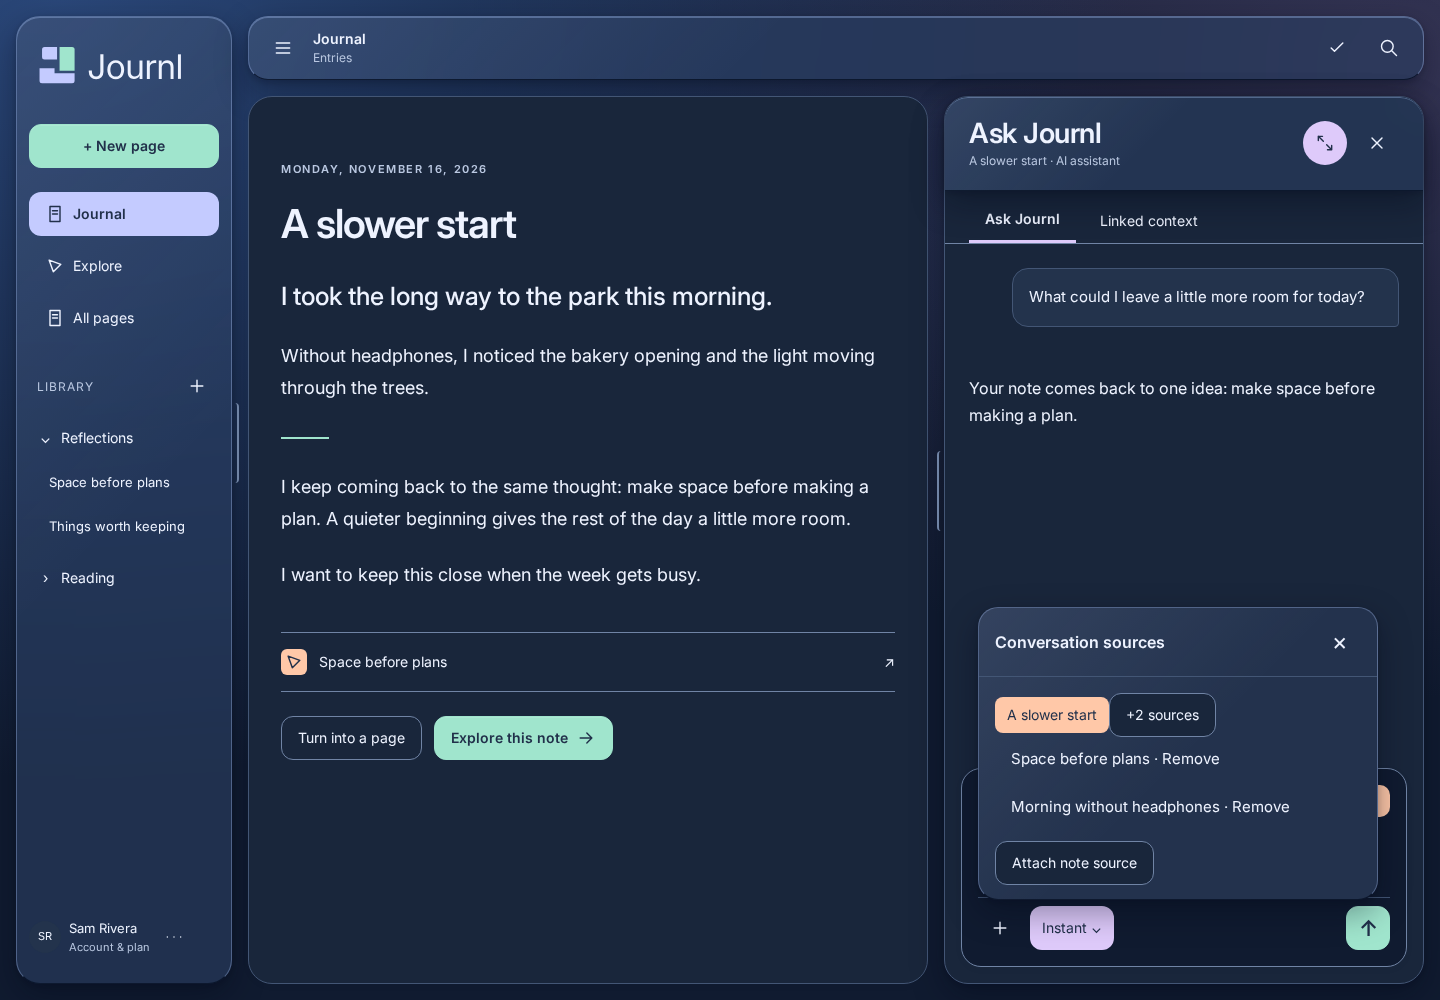 Journl
+ New page
Journal
Explore
All pages
LIBRARY
Reflections
Space before plans
Things worth keeping
Reading
SR
Sam Rivera
Account & plan
...
Journal
Entries
MONDAY, NOVEMBER 16, 2026
A slower start
I took the long way to the park this morning.
Without headphones, I noticed the bakery opening and the light moving
through the trees.
I keep coming back to the same thought: make space before making a
plan. A quieter beginning gives the rest of the day a little more room.
I want to keep this close when the week gets busy.
Space before plans
Turn into a page
Explore this note
Ask Journl
A slower start · AI assistant
Ask Journl
Linked context
What could I leave a little more room for today?
Your note comes back to one idea: make space before
making a plan.
Conversation sources
A slower start
+2 sources
Space before plans · Remove
Morning without headphones · Remove
Attach note source
Instant